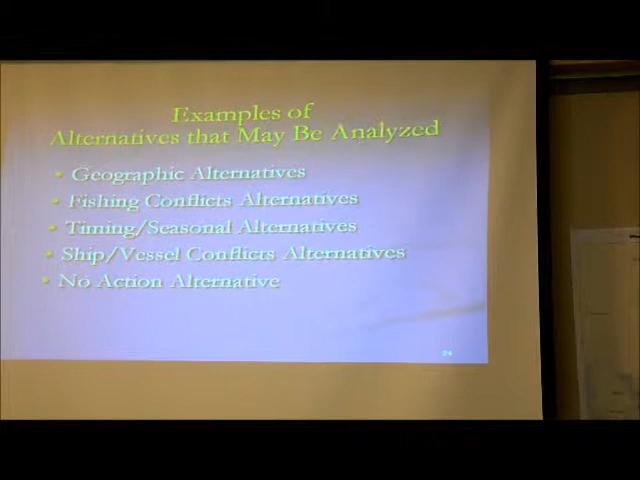 Examples of
Alternatives that May Be Analyzed
• Geographic Alternatives
• Fishing Conflicts Alternatives
• Timing/Seasonal Alternatives
• Ship/Vessel Conflicts Alternatives
• No Action Alternative
24